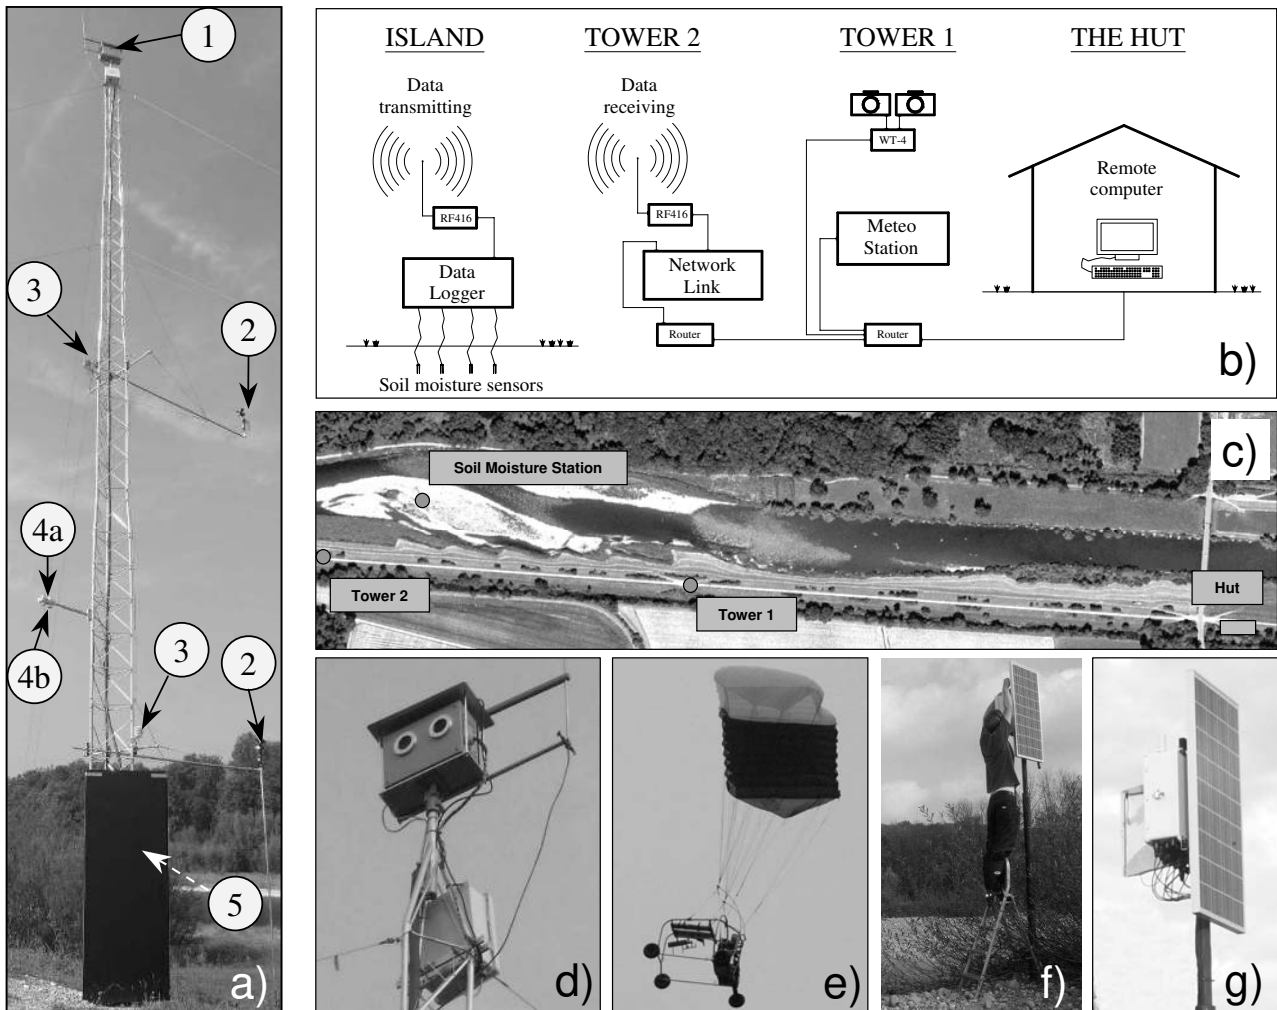 1
3
2
4a
4b
3
2
5
a)
ISLAND
TOWER 2
TOWER 1
THE HUT
Data
transmitting
Data
receiving
WT-4
RF416
RF416
Remote
computer
Meteo
Station
Data
Logger
Network
Link
Router
Router
Soil moisture sensors
b)
c)
Soil Moisture Station
Tower 2
Tower 1
Hut
d)
e)
f)
g)